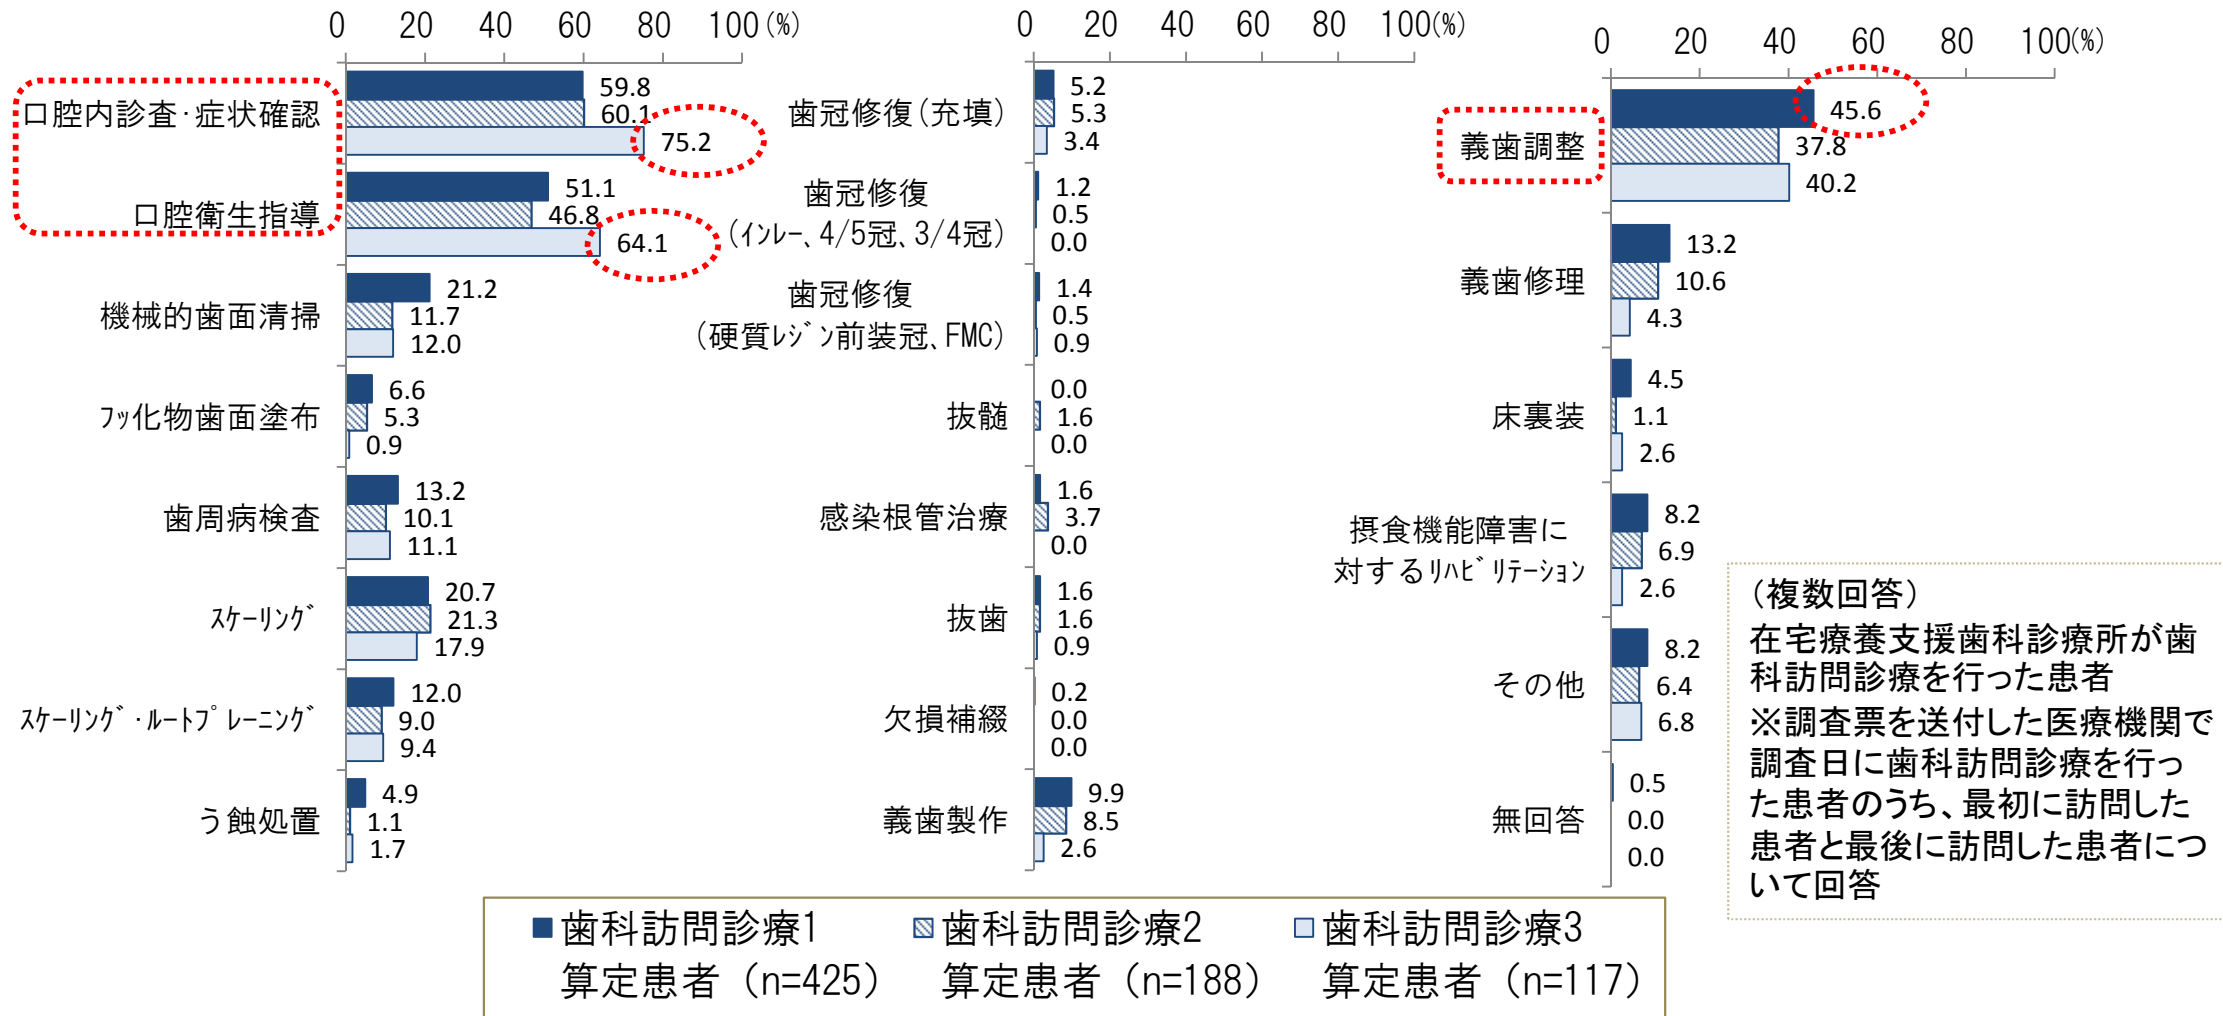 0 20 40 60 80 100(%)
口腔内診査･症状確認
59.8
60.1
75.2
口腔衛生指導
51.1
46.8
64.1
機械的歯面清掃
21.2
11.7
12.0
ﾌｯ化物歯面塗布
6.6
5.3
0.9
歯周病検査
13.2
10.1
11.1
ｽｹｰﾘﾝｸﾞ
20.7
21.3
17.9
ｽｹｰﾘﾝｸﾞ･ﾙｰﾄﾌﾟﾚｰﾆﾝｸﾞ
12.0
9.0
9.4
う蝕処置
4.9
1.1
1.7
0 20 40 60 80 100(%)
歯冠修復(充填)
5.2
5.3
3.4
歯冠修復
(ｲﾝﾚｰ、4/5冠、3/4冠)
1.2
0.5
0.0
歯冠修復
(硬質ﾚｼﾞﾝ前装冠、FMC)
1.4
0.5
0.9
抜髄
0.0
1.6
0.0
感染根管治療
1.6
3.7
0.0
抜歯
1.6
1.6
0.9
欠損補綴
0.2
0.0
0.0
義歯製作
9.9
8.5
2.6
0 20 40 60 80 100(%)
義歯調整
45.6
37.8
40.2
義歯修理
13.2
10.6
4.3
床裏装
4.5
1.1
2.6
摂食機能障害に
対するﾘﾊﾋﾞﾘﾃｰｼｮﾝ
8.2
6.9
2.6
その他
8.2
6.4
6.8
無回答
0.5
0.0
0.0
（複数回答）
在宅療養支援歯科診療所が歯
科訪問診療を行った患者
※調査票を送付した医療機関で
調査日に歯科訪問診療を行っ
た患者のうち、最初に訪問した
患者と最後に訪問した患者につ
いて回答
歯科訪問診療1
算定患者（n=425）
歯科訪問診療2
算定患者（n=188）
歯科訪問診療3
算定患者（n=117）